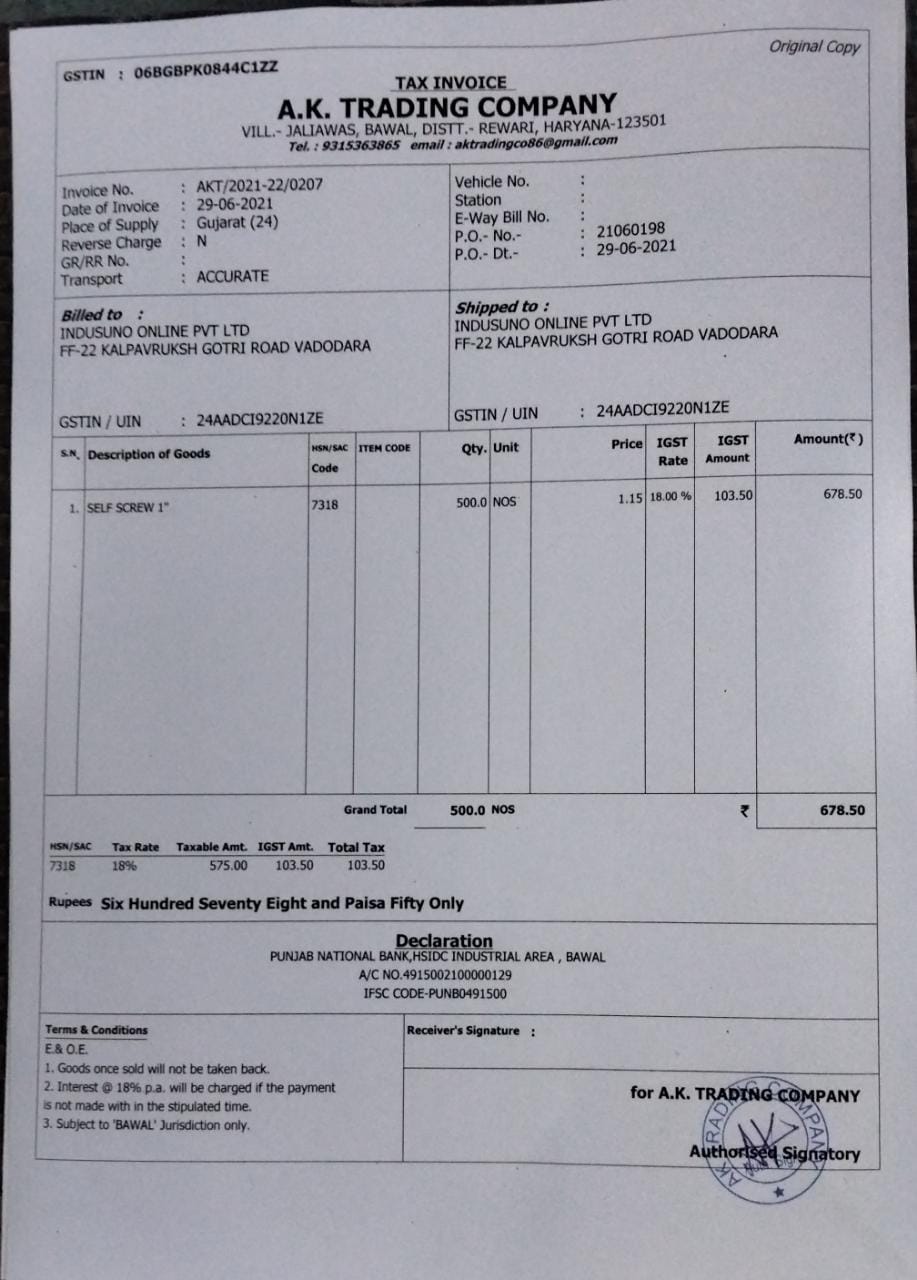 Original Copy
GSTIN : 06BGBPK0844C1ZZ
TAX INVOICE
A.K. TRADING COMPANY
VILL.- JALIAWAS, BAWAL, DISTT.- REWARI, HARYANA-123501
Tel. : 9315363865 email : aktradingco86@gmail.com
Invoice No. : AKT/2021-22/0207
Date of Invoice : 29-06-2021
Place of Supply : Gujarat (24)
Reverse Charge : N
GR/RR No. :
Transport : ACCURATE
Vehicle No. :
Station :
E-Way Bill No. :
P.O.- No.- : 21060198
P.O.- Dt.- : 29-06-2021
Billed to :
INDUSUNO ONLINE PVT LTD
FF-22 KALPAVRUKSH GOTRI ROAD VADODARA
GSTIN / UIN : 24AADCI9220N1ZE
Shipped to :
INDUSUNO ONLINE PVT LTD
FF-22 KALPAVRUKSH GOTRI ROAD VADODARA
GSTIN / UIN : 24AADCI9220N1ZE
S.N. Description of Goods HSN/SAC Code ITEM CODE Qty. Unit Price IGST Rate IGST Amount Amount(₹)
1. SELF SCREW 1" 7318 500.0 NOS 1.15 18.00 % 103.50 678.50
Grand Total 500.0 NOS ₹ 678.50
HSN/SAC Tax Rate Taxable Amt. IGST Amt. Total Tax
7318 18% 575.00 103.50 103.50
Rupees Six Hundred Seventy Eight and Paisa Fifty Only
Declaration
PUNJAB NATIONAL BANK,HSIDC INDUSTRIAL AREA , BAWAL
A/C NO.4915002100000129
IFSC CODE-PUNB0491500
Terms & Conditions
E.& O.E.
1. Goods once sold will not be taken back.
2. Interest @ 18% p.a. will be charged if the payment
is not made with in the stipulated time.
3. Subject to 'BAWAL' Jurisdiction only.
Receiver's Signature :
for A.K. TRADING COMPANY
Authorised Signatory
AK TRADING COMPANY